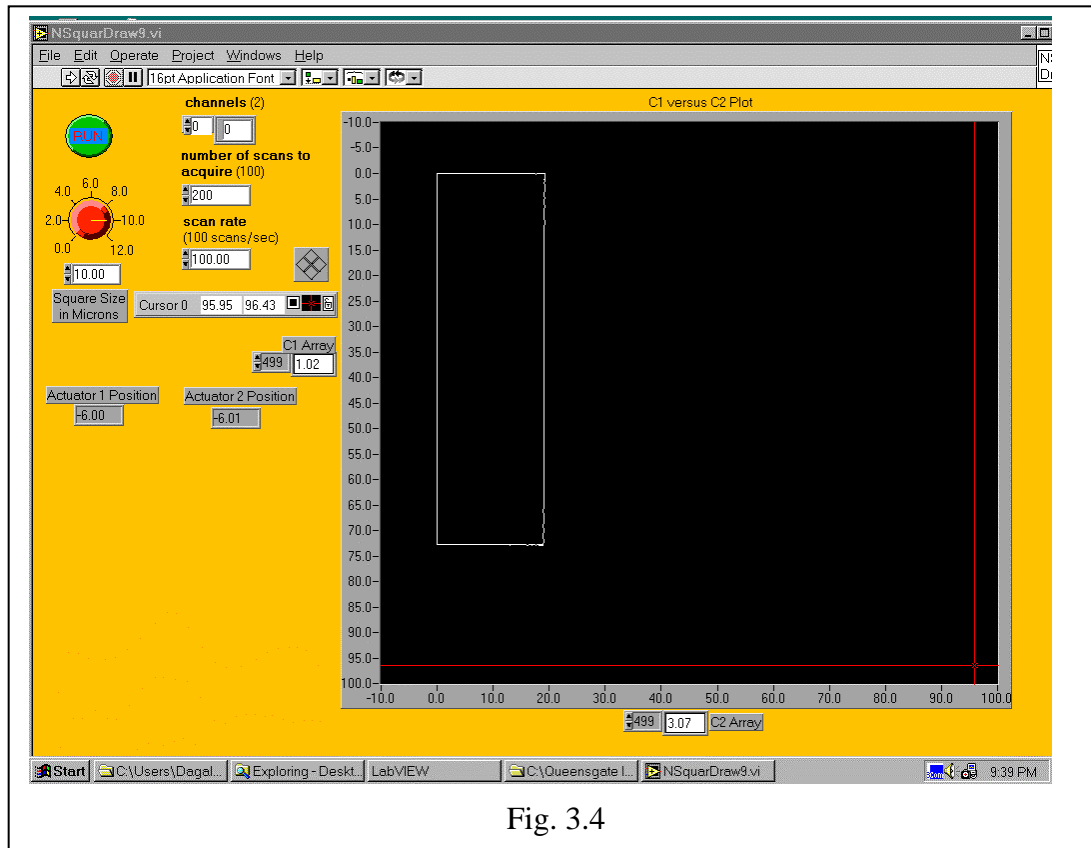 NSquarDraw9.vi
File Edit Operate Project Windows Help
16pt Application Font
channels (2)
0 0
RUN
number of scans to
acquire (100)
200
scan rate
(100 scans/sec)
100.00
4.0 6.0 8.0
2.0 10.0
0.0 12.0
10.00
Square Size
in Microns
Cursor 0 95.95 96.43
C1 Array
499 1.02
Actuator 1 Position
-6.00
Actuator 2 Position
-6.01
C1 versus C2 Plot
-10.0
-5.0
0.0
5.0
10.0
15.0
20.0
25.0
30.0
35.0
40.0
45.0
50.0
55.0
60.0
65.0
70.0
75.0
80.0
85.0
90.0
95.0
100.0
-10.0 0.0 10.0 20.0 30.0 40.0 50.0 60.0 70.0 80.0 90.0 100.0
499 3.07 C2 Array
Start C:\Users\Dagal... Exploring - Deskt... LabVIEW C:\Queensgate I... NSquarDraw9.vi 9:39 PM
Fig. 3.4